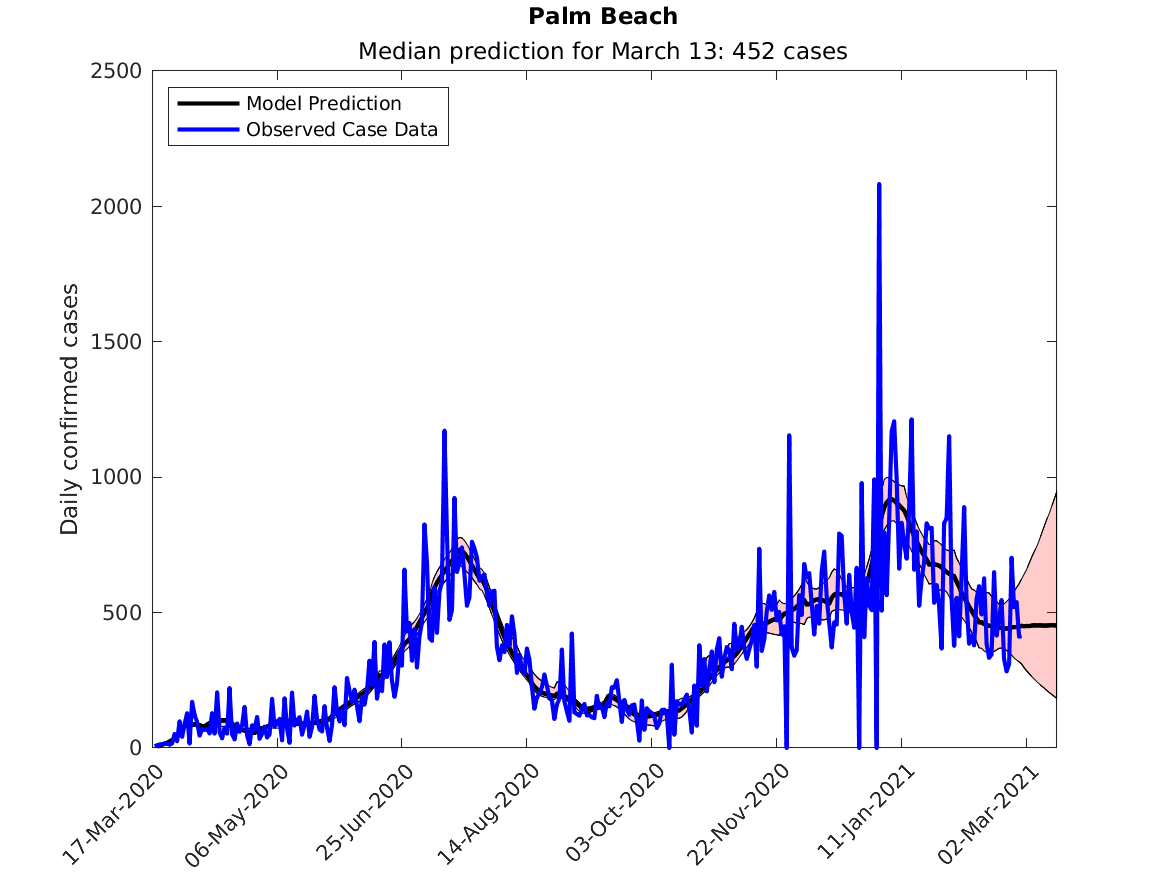 Palm Beach
Median prediction for March 13: 452 cases
Model Prediction
Observed Case Data
Daily confirmed cases
2500
2000
1500
1000
500
0
17-Mar-2020
06-May-2020
25-Jun-2020
14-Aug-2020
03-Oct-2020
22-Nov-2020
11-Jan-2021
02-Mar-2021